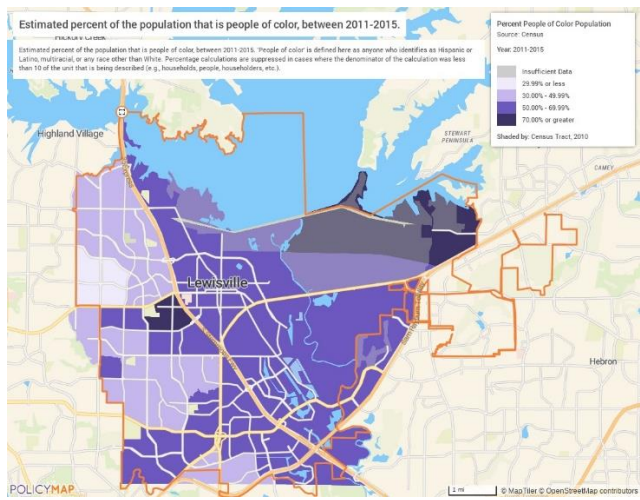 Estimated percent of the population that is people of color, between 2011-2015.
Hickory Creek
Estimated percent of the population that is people of color, between 2011-2015. 'People of color' is defined here as anyone who identifies as Hispanic or
Latino, multiracial, or any race other than White. Percentage calculations are suppressed in cases where the denominator of the calculation was less
than 10 of the unit that is being described (e.g., households, people, householders, etc.).
Percent People of Color Population
Source: Census
Year: 2011-2015
Insufficient Data
29.99% or less
30.00% - 49.99%
50.00% - 69.99%
70.00% or greater
Shaded by: Census Tract, 2010
Highland Village
STEWART
PENINSULA
CAMEY
Lewisville
Hebron
POLICYMAP
1 mi
© MapTiler © OpenStreetMap contributors